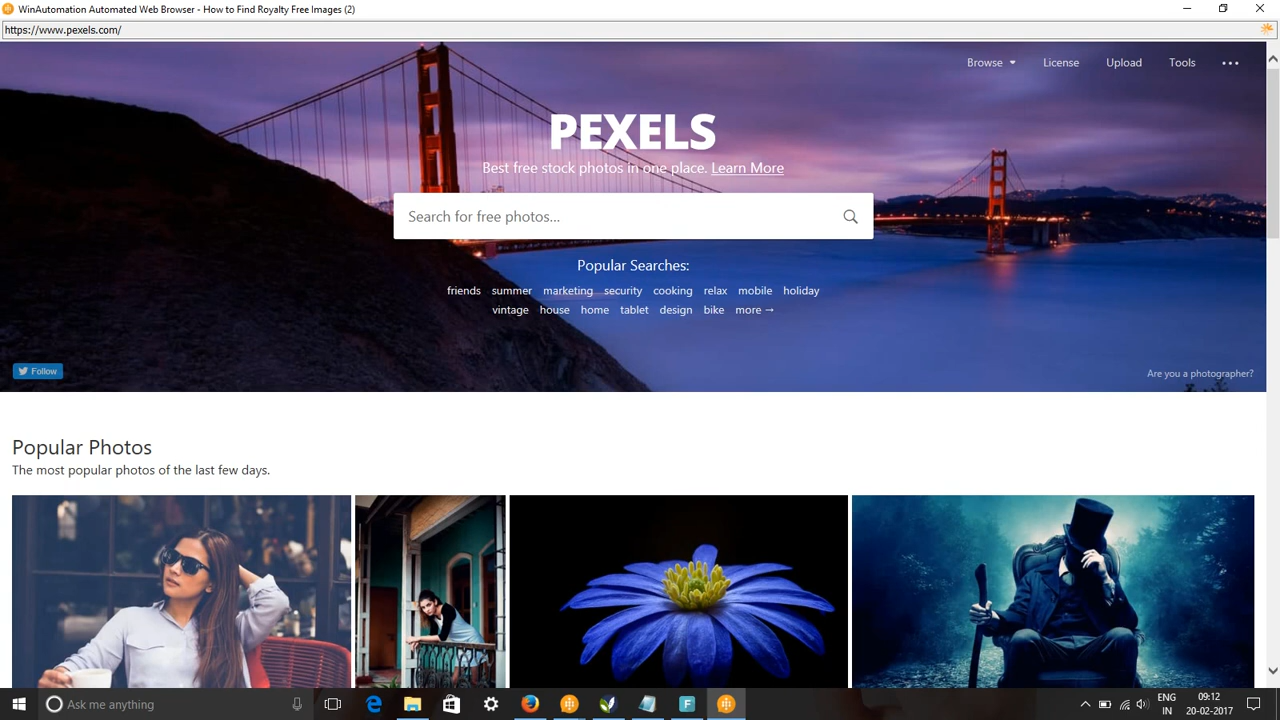 WinAutomation Automated Web Browser - How to Find Royalty Free Images (2)
https://www.pexels.com/
Browse License Upload Tools
PEXELS
Best free stock photos in one place. Learn More
Search for free photos...
Popular Searches:
friends summer marketing security cooking relax mobile holiday
vintage house home tablet design bike more →
Follow
Are you a photographer?
Popular Photos
The most popular photos of the last few days.
Ask me anything
F
ENG
IN
09:12
20-02-2017